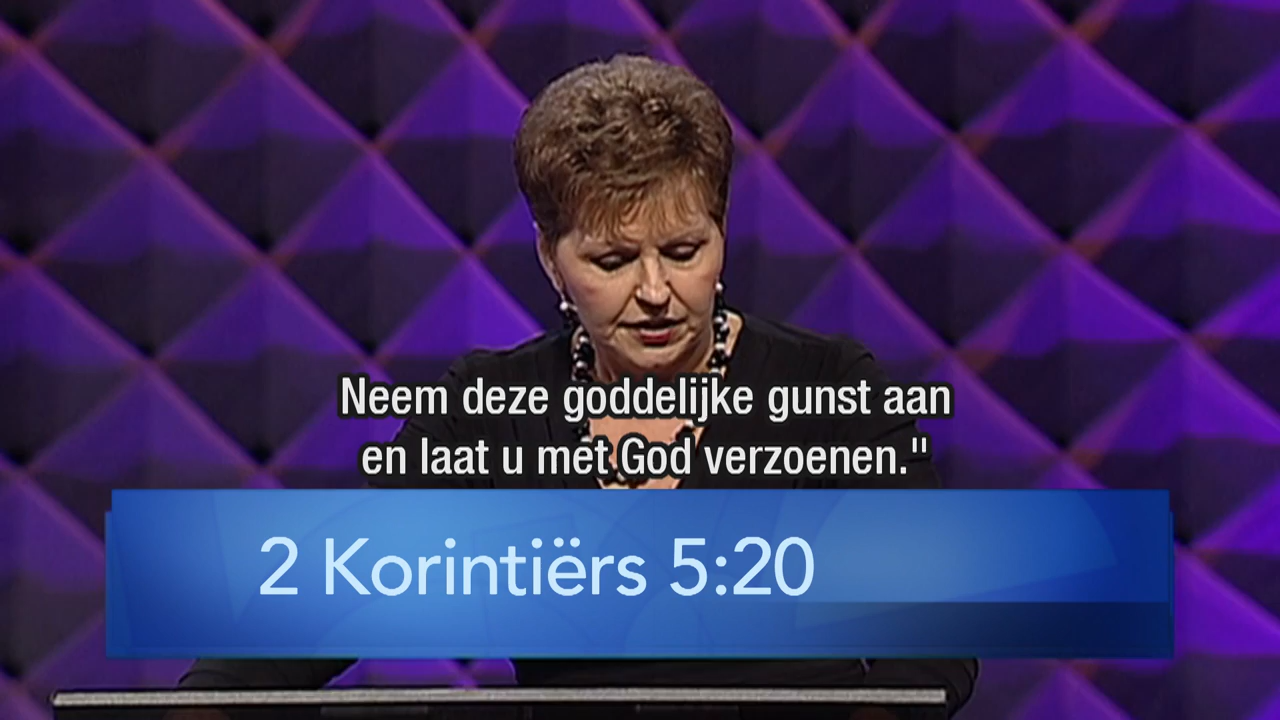 Neem deze goddelijke gunst aan
en laat u met God verzoenen."
2 Korintiërs 5:20